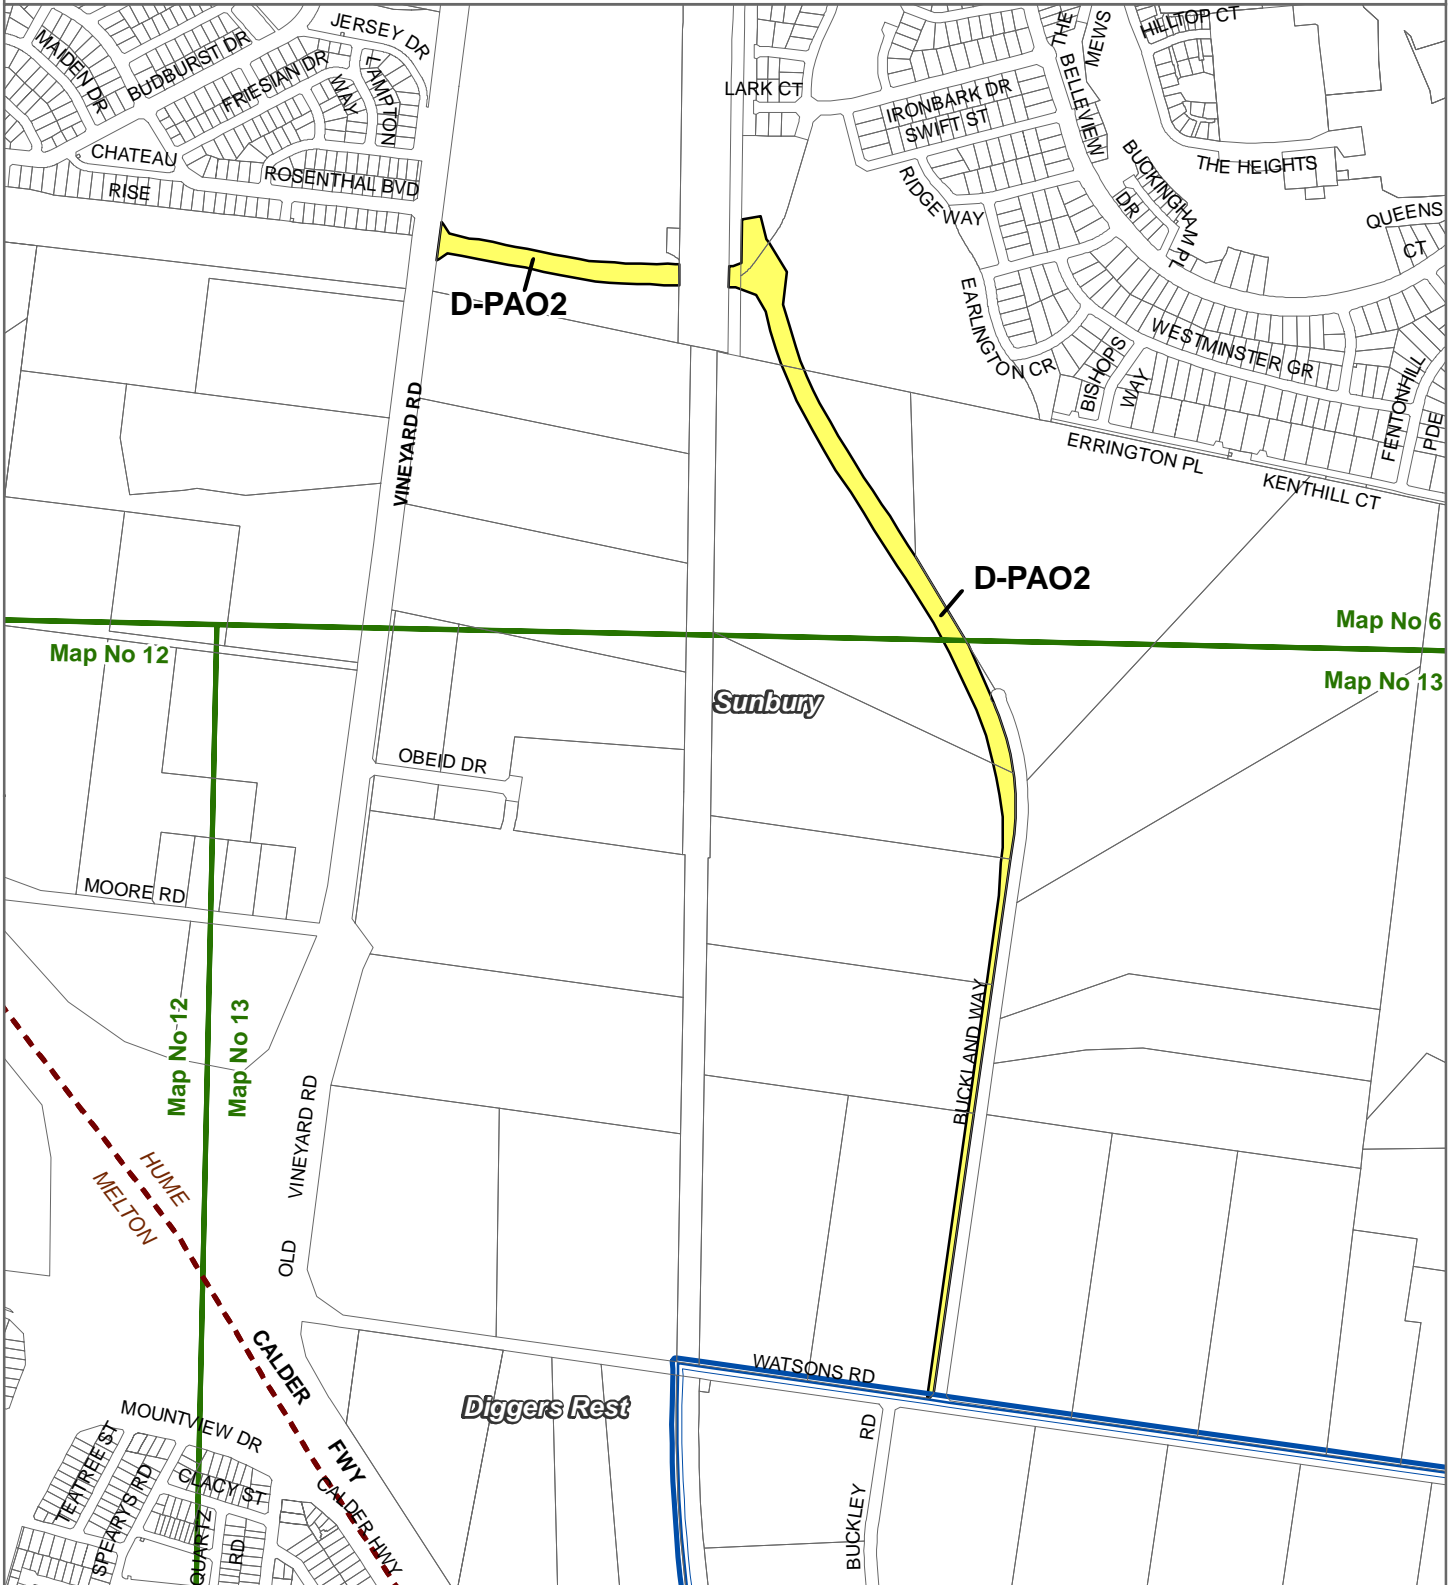 JERSEY DR
MAIDEN DR
BUDBURST DR
FRIESIAN DR
LAMPTON
WAY
CHATEAU
RISE
ROSENTHAL BVD
LARK CT
IRONBARK DR
SWIFT ST
RIDGEWAY
THE
BELLEVIEW
DR
MEWS
HILLTOP CT
THE HEIGHTS
BUCKINGHAM PL
QUEENS
CT
EARLINGTON CR
BISHOPS
WAY
WESTMINSTER GR
FENTONHILL
PDE
ERRINGTON PL
KENTHILL CT
D-PAO2
VINEYARD RD
D-PAO2
Map No 6
Map No 12
Map No 13
Sunbury
OBEID DR
MOORE RD
Map No 12
Map No 13
BUCKLAND WAY
OLD VINEYARD RD
HUME
MELTON
CALDER
FWY
CALDER HWY
WATSONS RD
Diggers Rest
BUCKLEY
RD
MOUNTVIEW DR
TEATREE ST
SPEARYS RD
CLACY ST
QUARTZ
RD